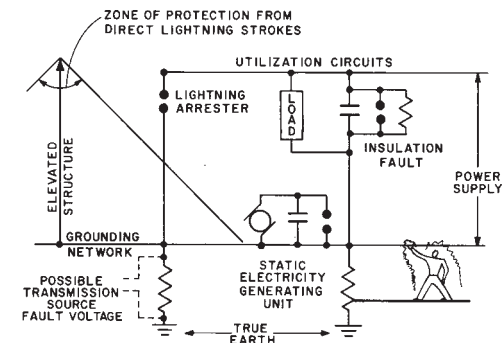 ZONE OF PROTECTION FROM
DIRECT LIGHTNING STROKES
UTILIZATION CIRCUITS
LIGHTNING
ARRESTER
LOAD
INSULATION
FAULT
POWER
SUPPLY
ELEVATED
STRUCTURE
GROUNDING
NETWORK
POSSIBLE
TRANSMISSION
SOURCE
FAULT VOLTAGE
STATIC
ELECTRICITY
GENERATING
UNIT
TRUE
EARTH